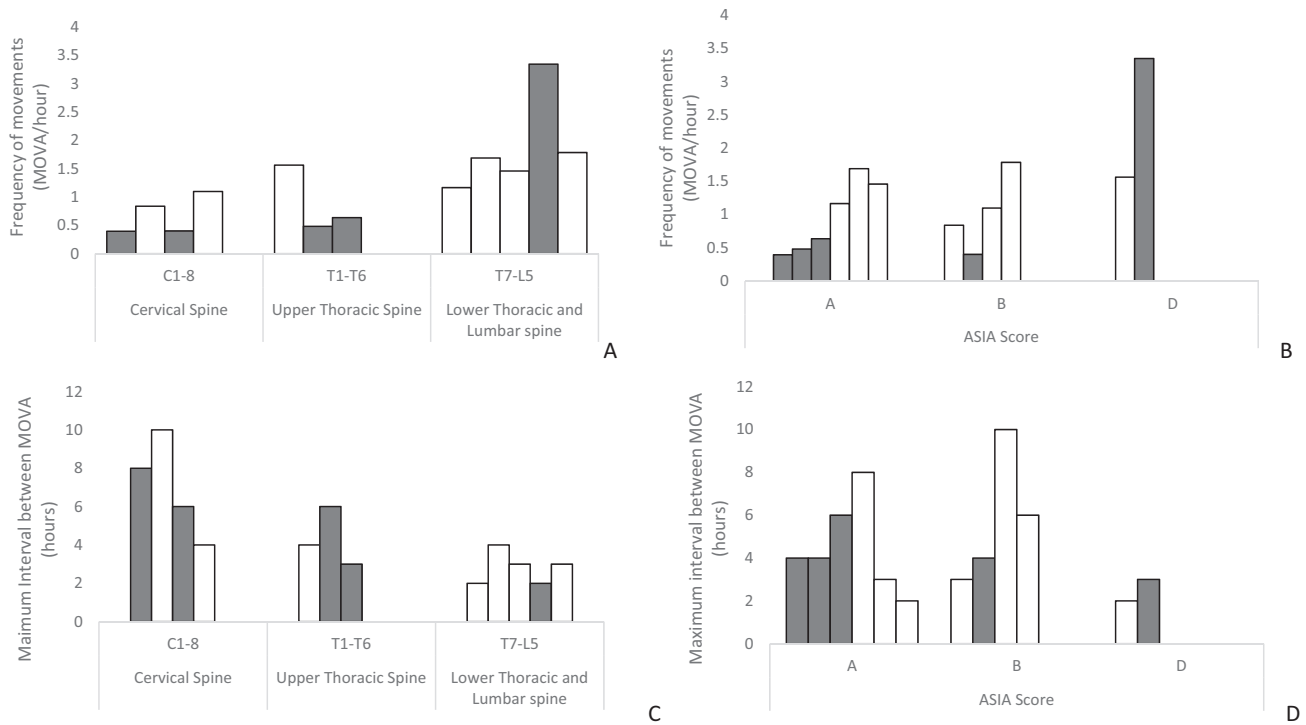 Frequency of movements
(MOVA/hour)
4
3.5
3
2.5
2
1.5
1
0.5
0
C1-8
T1-T6
T7-L5
Cervical Spine
Upper Thoracic Spine
Lower Thoracic and
Lumbar spine
A
Frequency of movements
(MOVA/hour)
4
3.5
3
2.5
2
1.5
1
0.5
0
A
B
D
ASIA Score
B
Maimum Interval between MOVA
(hours)
12
10
8
6
4
2
0
C1-8
T1-T6
T7-L5
Cervical Spine
Upper Thoracic Spine
Lower Thoracic and
Lumbar spine
C
Maximum interval between MOVA
(hours)
12
10
8
6
4
2
0
A
B
D
ASIA Score
D